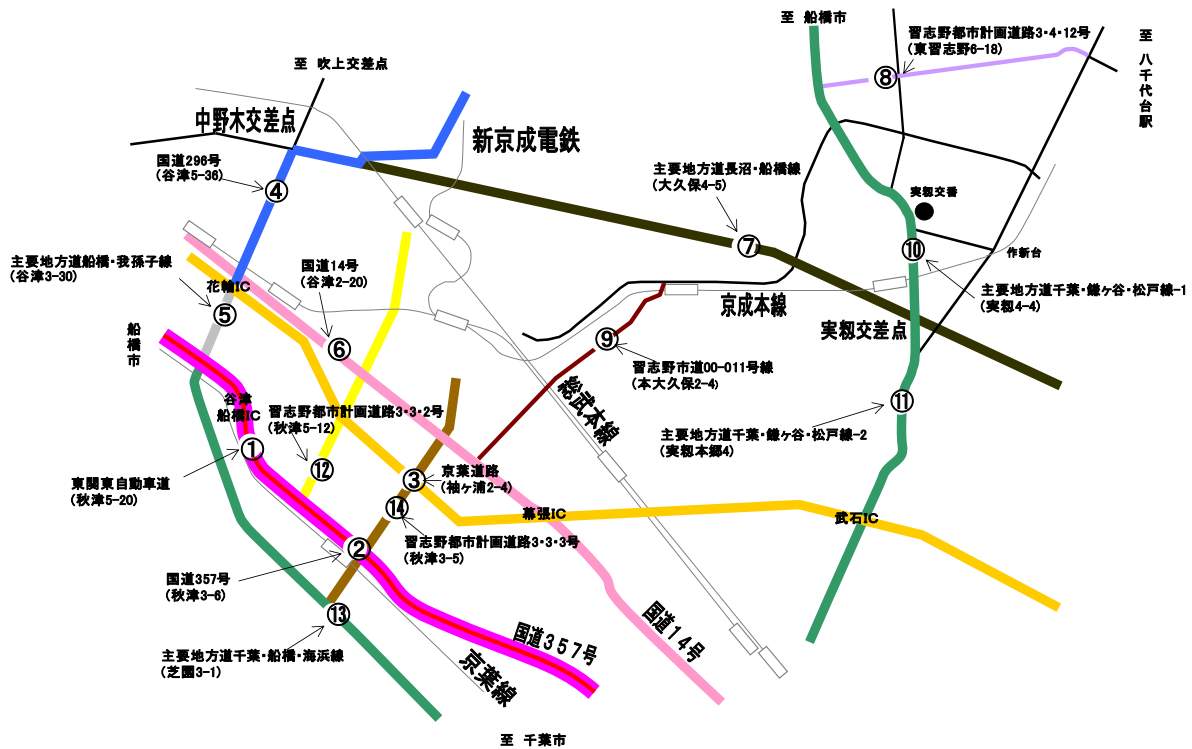 至 船橋市
習志野都市計画道路3・4・12号
(東習志野6-18)
⑧
至 八千代台駅
至 吹上交差点
中野木交差点
新京成電鉄
国道296号
(谷津5-36)
④
主要地方道長沼・船橋線
(大久保4-5)
⑦
実籾交番
⑩
作新台
主要地方道千葉・鎌ヶ谷・松戸線-1
(実籾4-4)
主要地方道船橋・我孫子線
(谷津3-30)
花輪IC
⑤
国道14号
(谷津2-20)
⑥
京成本線
実籾交差点
船橋市
⑨
習志野市道00-011号線
(本大久保2-4)
総武本線
谷津
船橋IC
習志野都市計画道路3・3・2号
(秋津5-12)
⑫
①
東関東自動車道
(秋津5-20)
③
京葉道路
(袖ヶ浦2-4)
⑪
主要地方道千葉・鎌ヶ谷・松戸線-2
(実籾本郷4)
⑭
習志野都市計画道路3・3・3号
(秋津3-5)
幕張IC
武石IC
②
国道357号
(秋津3-6)
⑬
主要地方道千葉・船橋・海浜線
(芝園3-1)
国道357号
国道14号
京葉線
至 千葉市